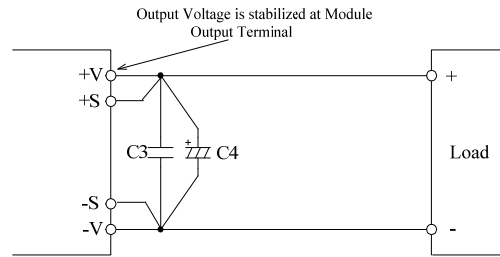 Output Voltage is stabilized at Module
Output Terminal
+V
+
+S
+
C3
C4
Load
-S
-V
-